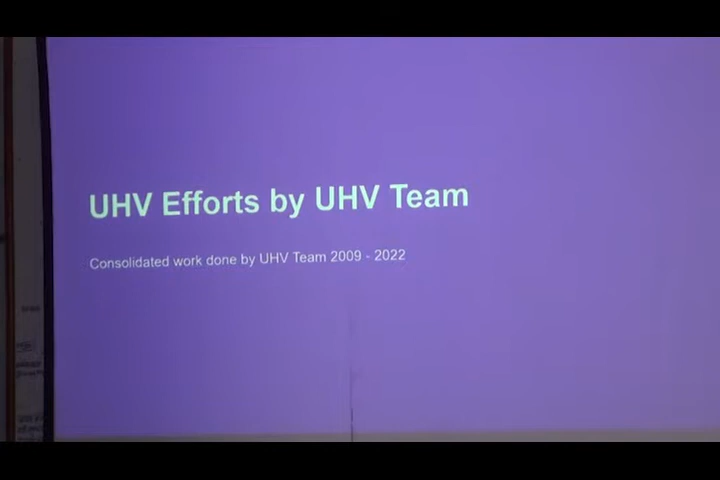 UHV Efforts by UHV Team
Consolidated work done by UHV Team 2009 - 2022